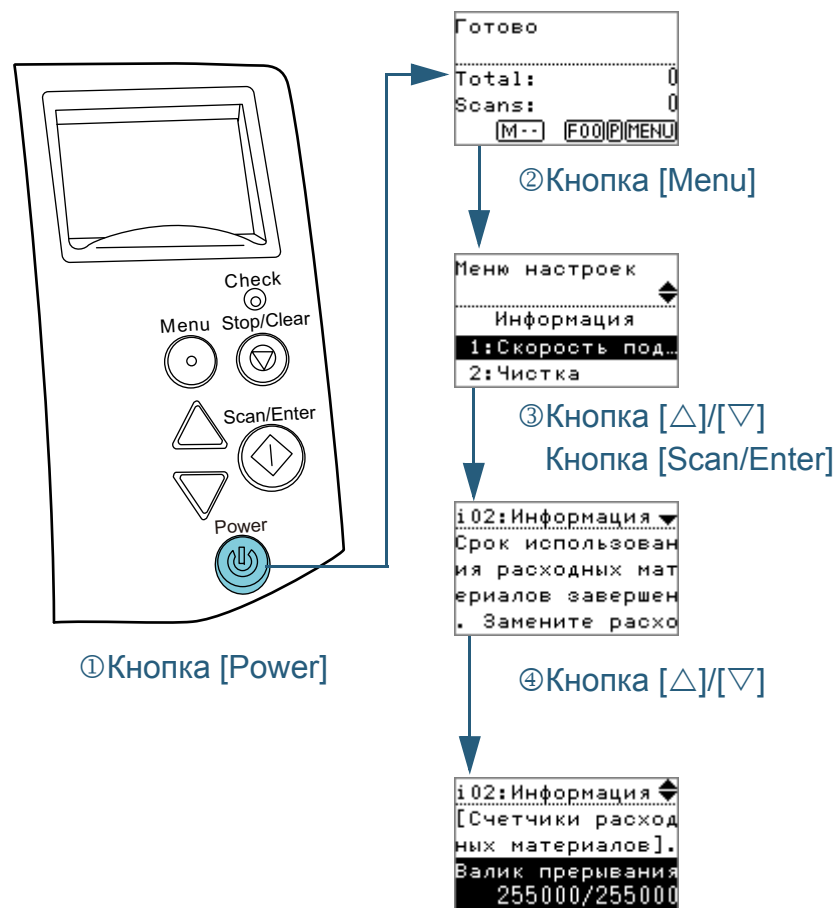 Готово
Total: 0
Scans: 0
M-- F00 P MENU
②Кнопка [Menu]
Check
Menu Stop/Clear
Scan/Enter
Power
①Кнопка [Power]
Меню настроек
Информация
1:Скорость под…
2:Чистка
③Кнопка [△]/[▽]
Кнопка [Scan/Enter]
i02:Информация
Срок использован
ия расходных мат
ериалов завершен
. Замените расхо
④Кнопка [△]/[▽]
i02:Информация
[Счетчики расход
ных материалов].
Валик прерывания
255000/255000